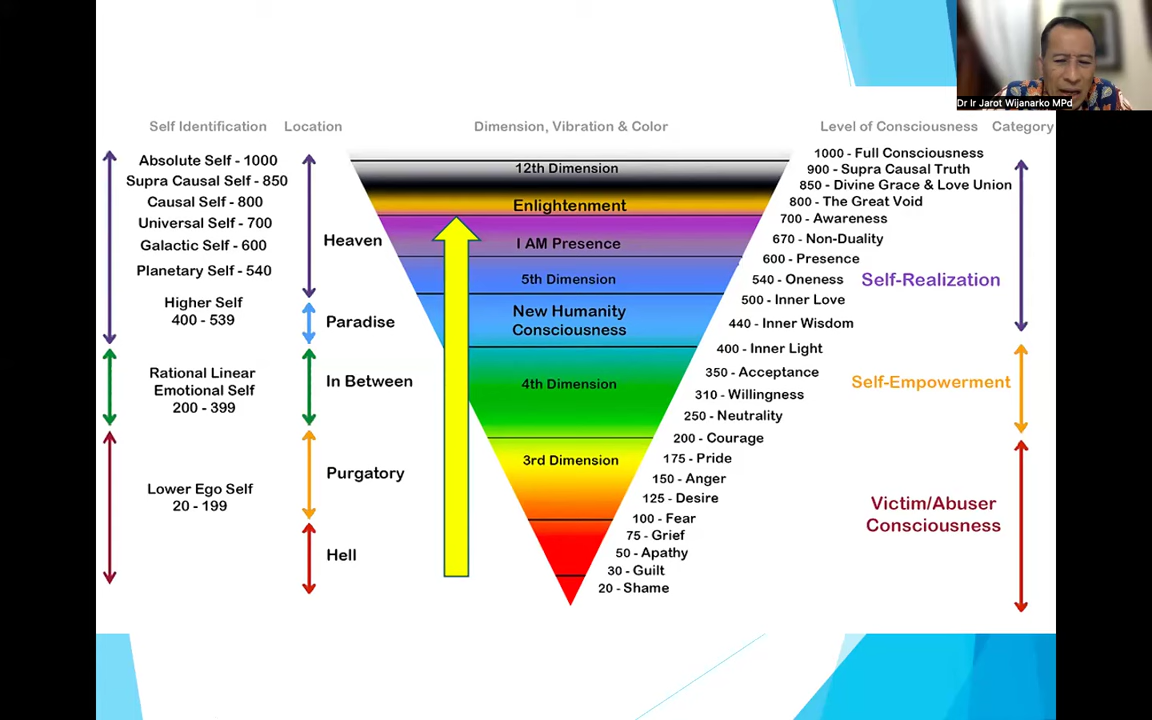 Dr Ir Jarot Wijanarko MPd
Self Identification
Location
Dimension, Vibration & Color
Level of Consciousness
Category
Absolute Self - 1000
Supra Causal Self - 850
Causal Self - 800
Universal Self - 700
Galactic Self - 600
Planetary Self - 540
Higher Self
400 - 539
Rational Linear
Emotional Self
200 - 399
Lower Ego Self
20 - 199
Heaven
Paradise
In Between
Purgatory
Hell
12th Dimension
Enlightenment
I AM Presence
5th Dimension
New Humanity
Consciousness
4th Dimension
3rd Dimension
1000 - Full Consciousness
900 - Supra Causal Truth
850 - Divine Grace & Love Union
800 - The Great Void
700 - Awareness
670 - Non-Duality
600 - Presence
540 - Oneness
500 - Inner Love
440 - Inner Wisdom
400 - Inner Light
350 - Acceptance
310 - Willingness
250 - Neutrality
200 - Courage
175 - Pride
150 - Anger
125 - Desire
100 - Fear
75 - Grief
50 - Apathy
30 - Guilt
20 - Shame
Self-Realization
Self-Empowerment
Victim/Abuser
Consciousness